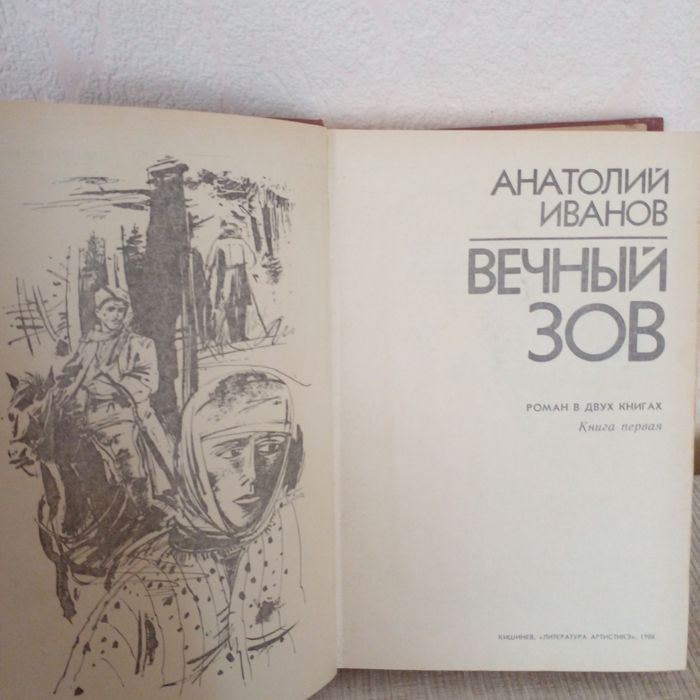 АНАТОЛИЙ
ИВАНОВ
ВЕЧНЫЙ
ЗОВ
РОМАН В ДВУХ КНИГАХ
Книга первая
КИШИНЕВ, «ЛИТЕРАТУРА АРТИСТИКЭ», 1986